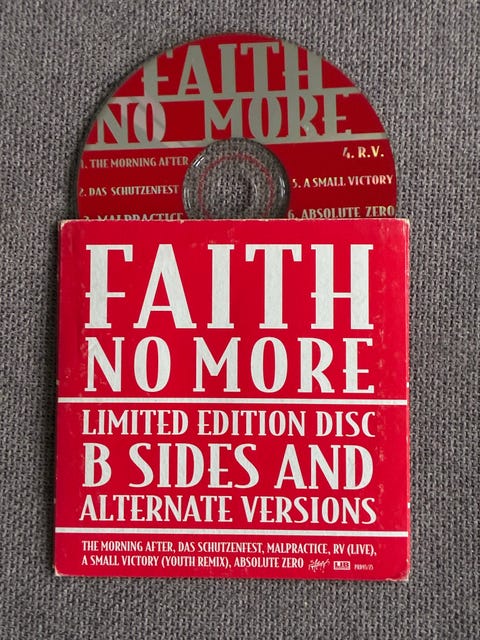 FAITH
NO MORE
1. THE MORNING AFTER
2. DAS SCHUTZENFEST
3. MALPRACTICE
4. R.V.
5. A SMALL VICTORY
6. ABSOLUTE ZERO
FAITH
NO MORE
LIMITED EDITION DISC
B SIDES AND
ALTERNATE VERSIONS
THE MORNING AFTER, DAS SCHUTZENFEST, MALPRACTICE, RV (LIVE),
A SMALL VICTORY (YOUTH REMIX), ABSOLUTE ZERO